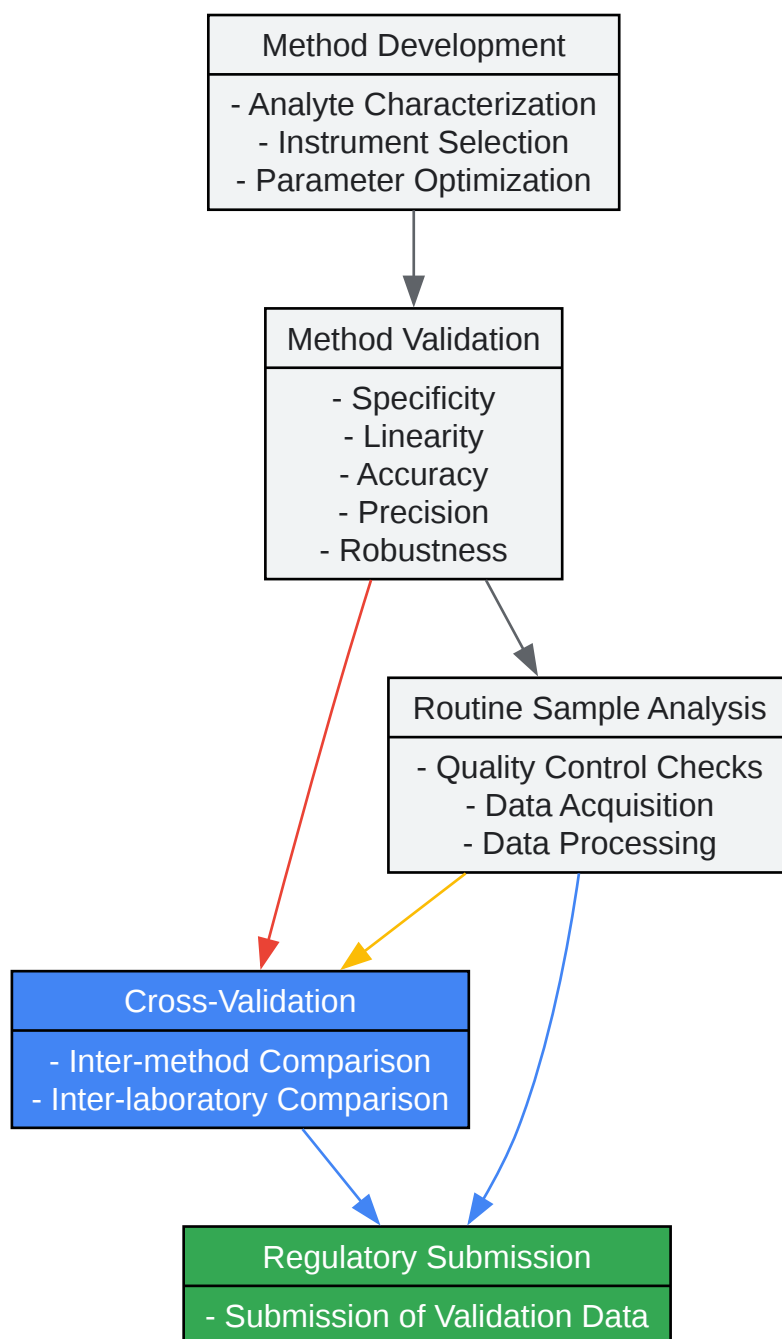 Method Development
- Analyte Characterization
- Instrument Selection
- Parameter Optimization
Method Validation
- Specificity
- Linearity
- Accuracy
- Precision
- Robustness
Routine Sample Analysis
- Quality Control Checks
- Data Acquisition
- Data Processing
Cross-Validation
- Inter-method Comparison
- Inter-laboratory Comparison
Regulatory Submission
- Submission of Validation Data